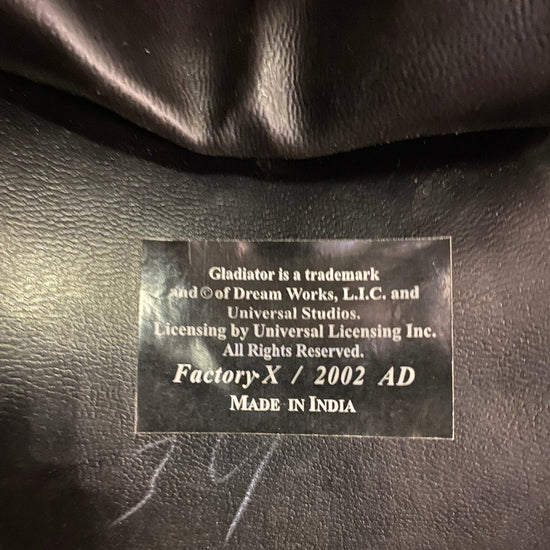 Gladiator is a trademark
and © of Dream Works, L.I.C. and
Universal Studios.
Licensing by Universal Licensing Inc.
All Rights Reserved.
Factory-X / 2002 AD
MADE IN INDIA